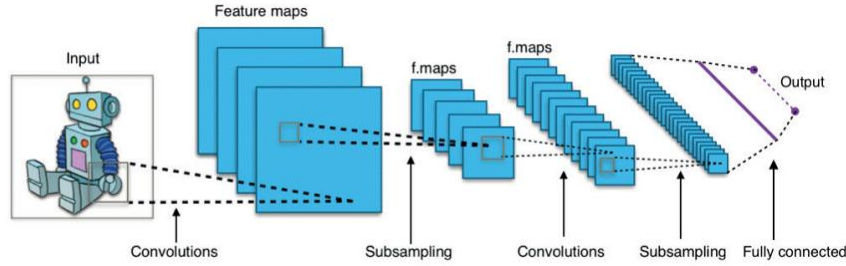 Feature maps
Input
f.maps
f.maps
Output
Convolutions
Subsampling
Convolutions
Subsampling
Fully connected